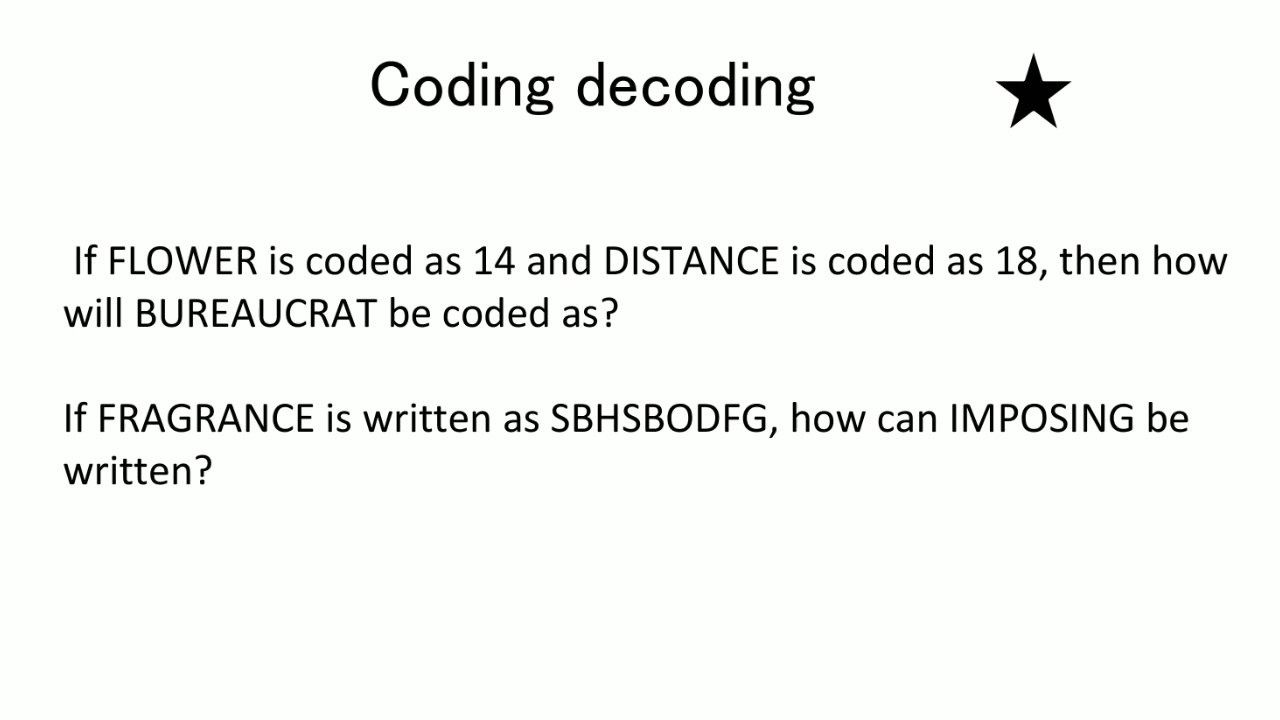 Coding decoding
If FLOWER is coded as 14 and DISTANCE is coded as 18, then how
will BUREAUCRAT be coded as?
If FRAGRANCE is written as SBHSBODFG, how can IMPOSING be
written?